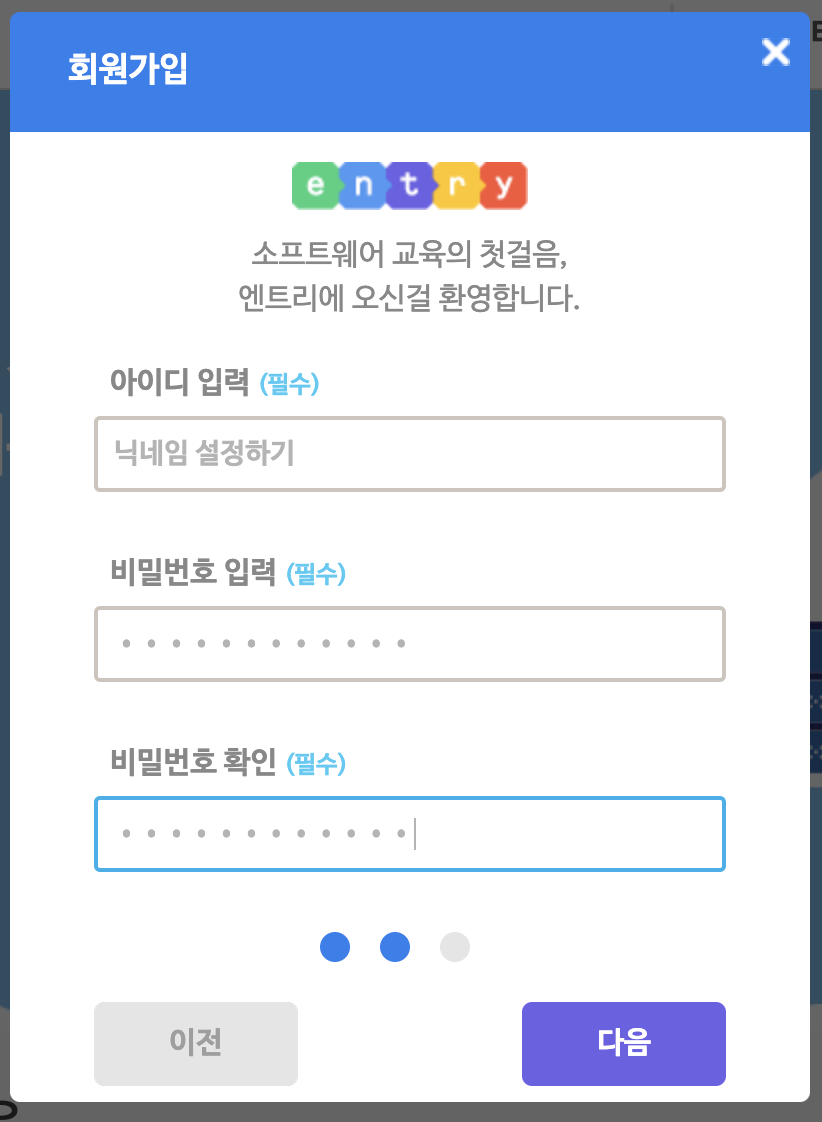 회원가입
entry
소프트웨어 교육의 첫걸음,
엔트리에 오신걸 환영합니다.
아이디 입력 (필수)
닉네임 설정하기
비밀번호 입력 (필수)
비밀번호 확인 (필수)
이전
다음